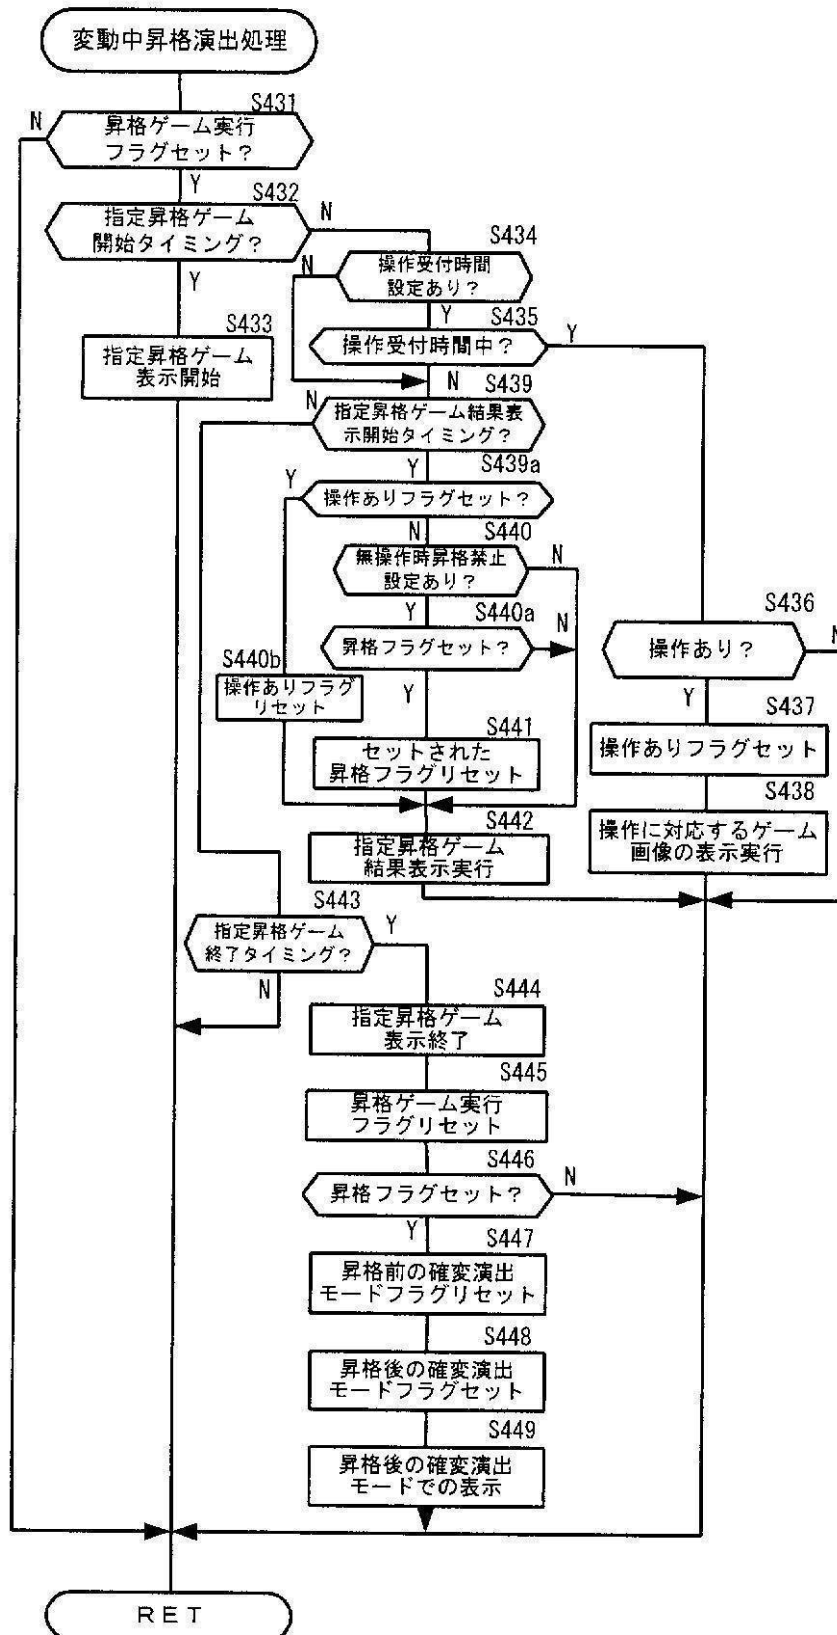 変動中昇格演出処理
S431
N
昇格ゲーム実行
フラグセット？
Y
S432
指定昇格ゲーム
開始タイミング？
N
Y
S434
操作受付時間
設定あり？
N
Y
S433
指定昇格ゲーム
表示開始
S435
操作受付時間中？
Y
N
S439
指定昇格ゲーム結果表
示開始タイミング？
N
Y
S439a
操作ありフラグセット？
Y
N
S440
無操作時昇格禁止
設定あり？
N
Y
S440a
昇格フラグセット？
N
Y
S440b
操作ありフラグ
リセット
S436
操作あり？
N
Y
S437
操作ありフラグセット
S441
セットされた
昇格フラグリセット
S438
操作に対応するゲーム
画像の表示実行
S442
指定昇格ゲーム
結果表示実行
S443
指定昇格ゲーム
終了タイミング？
Y
N
S444
指定昇格ゲーム
表示終了
S445
昇格ゲーム実行
フラグリセット
S446
昇格フラグセット？
N
Y
S447
昇格前の確変演出
モードフラグリセット
S448
昇格後の確変演出
モードフラグセット
S449
昇格後の確変演出
モードでの表示
RET